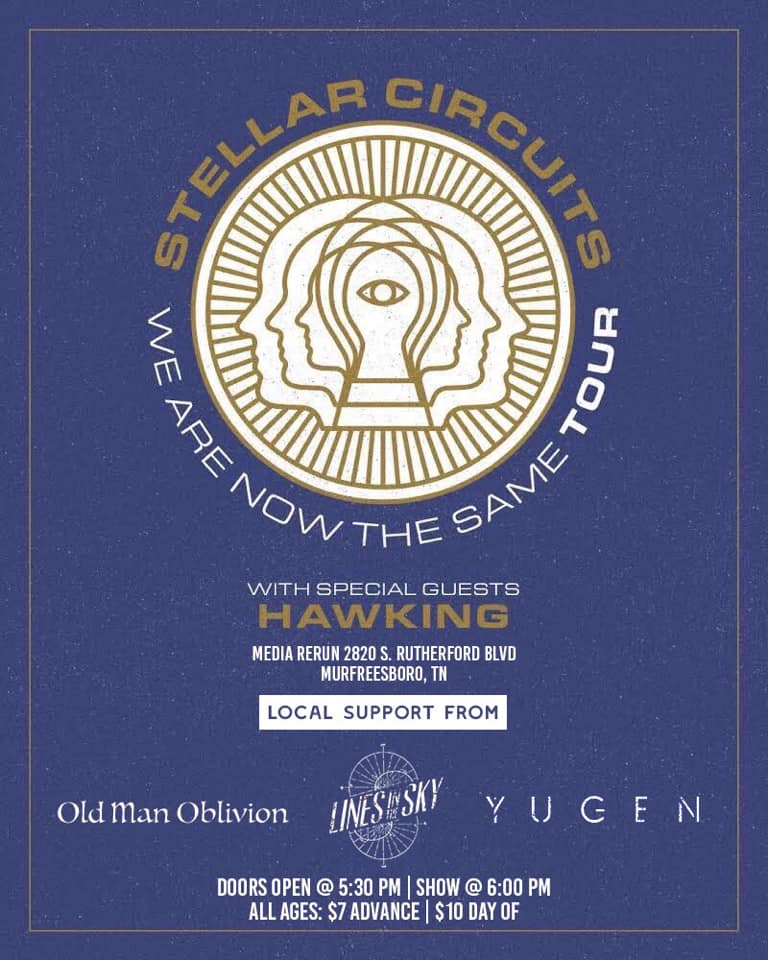 STELLAR CIRCUITS
WE ARE NOW THE SAME TOUR
WITH SPECIAL GUESTS
HAWKING
MEDIA RERUN 2820 S. RUTHERFORD BLVD
MURFREESBORO, TN
LOCAL SUPPORT FROM
Old Man Oblivion
LINES IN THE SKY
YUGEN
DOORS OPEN @ 5:30 PM | SHOW @ 6:00 PM
ALL AGES: $7 ADVANCE | $10 DAY OF